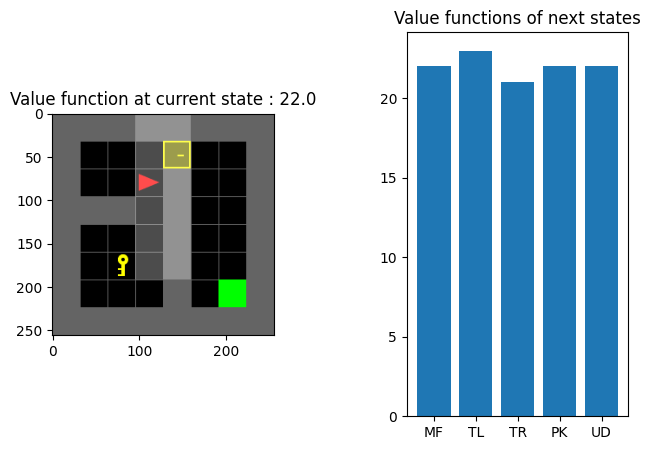 Value functions of next states
Value function at current state : 22.0
0
50
100
150
200
250
0
100
200
20
15
10
5
0
MF
TL
TR
PK
UD